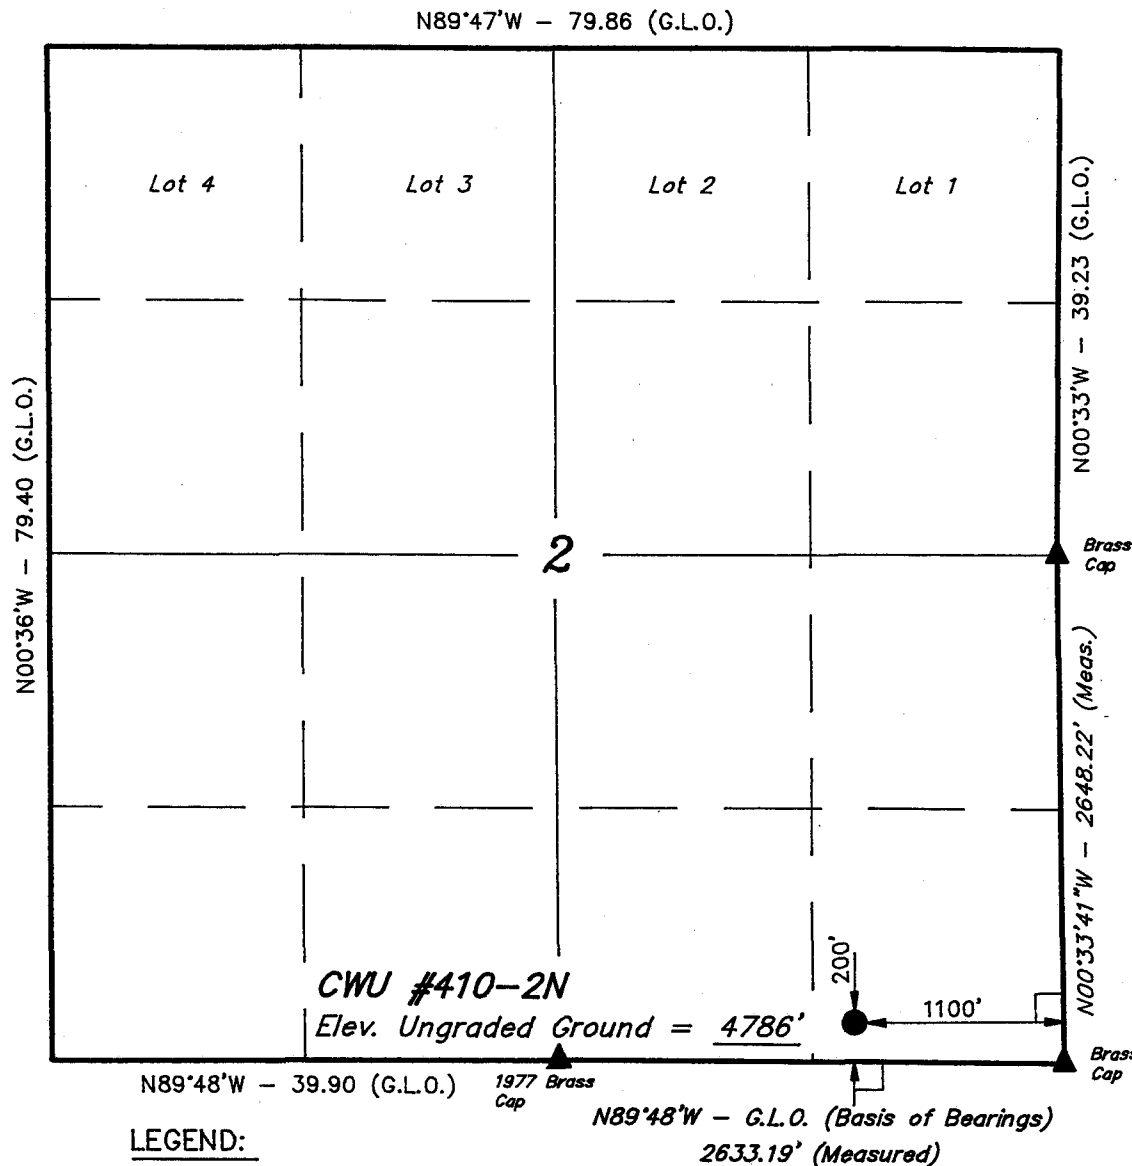 N89°47'W – 79.86 (G.L.O.)
Lot 4
Lot 3
Lot 2
Lot 1
N00°33'W – 39.23 (G.L.O.)
N00°36'W – 79.40 (G.L.O.)
2
Brass
Cap
N00°33'41"W – 2648.22' (Meas.)
200'
1100'
CWU #410–2N
Elev. Ungraded Ground = 4786'
Brass
Cap
N89°48'W – 39.90 (G.L.O.)
1977 Brass
Cap
N89°48'W – G.L.O. (Basis of Bearings)
2633.19' (Measured)
LEGEND: